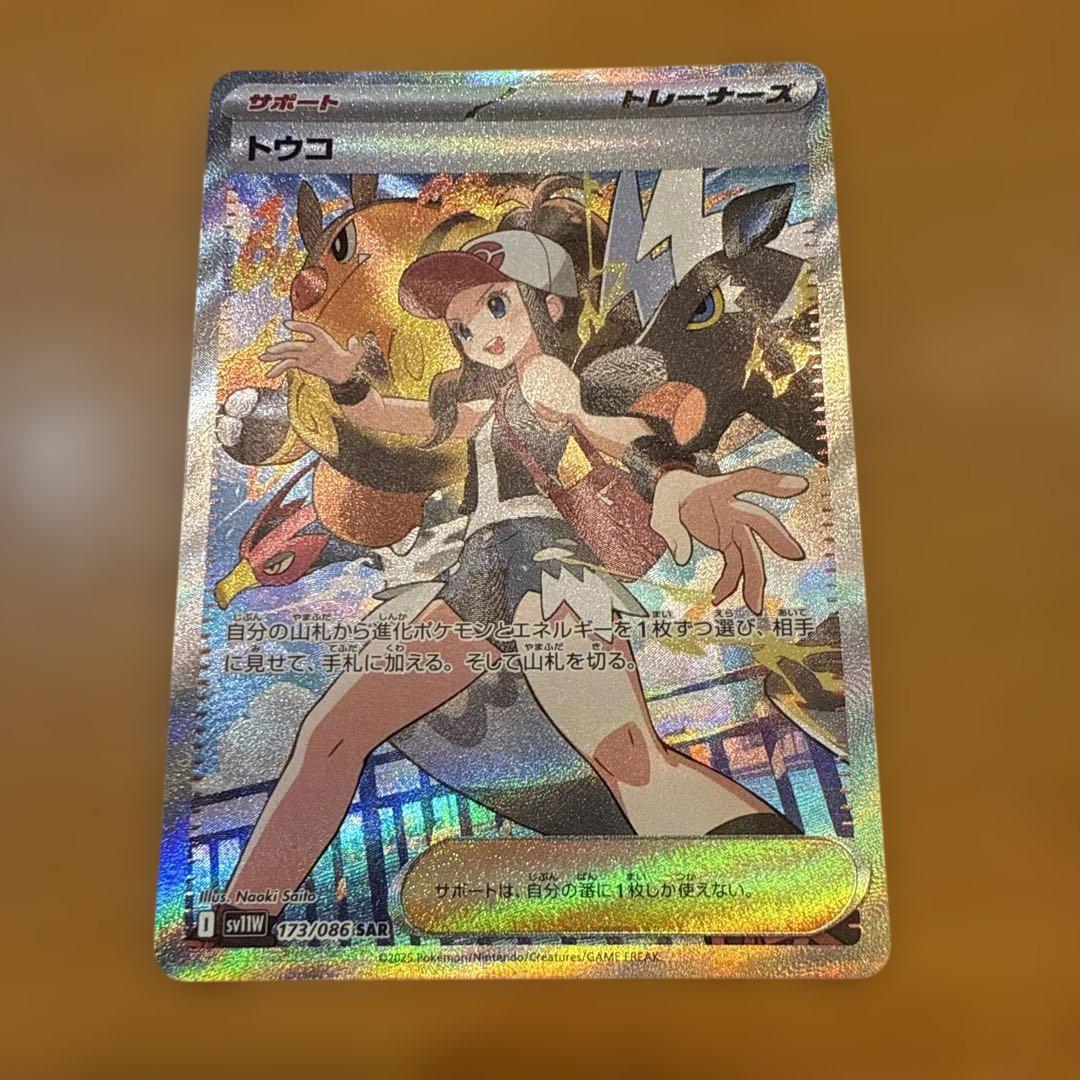 サポート
トレーナーズ
トウコ
自分の山札から進化ポケモンとエネルギーを1枚ずつ選び、相手
に見せて、手札に加える。そして山札を切る。
サポートは、自分の番に1枚しか使えない。
Illus. Naoki Saito
I SV11W 173/086 SAR
©2025 Pokémon/Nintendo/Creatures/GAME FREAK.